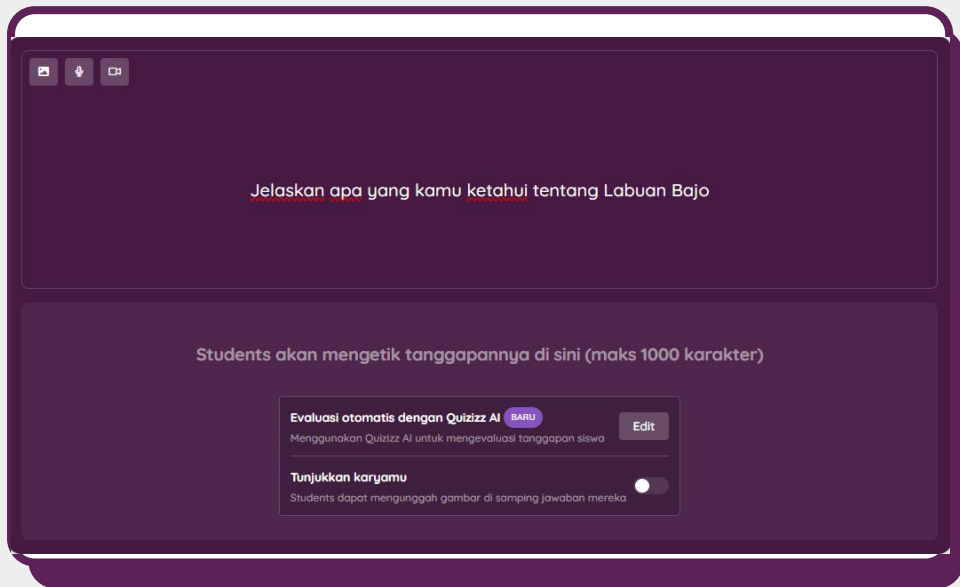 Jelaskan apa yang kamu ketahui tentang Labuan Bajo
Students akan mengetik tanggapannya di sini (maks 1000 karakter)
Evaluasi otomatis dengan Quizizz AI BARU
Menggunakan Quizizz AI untuk mengevaluasi tanggapan siswa
Edit
Tunjukkan karyamu
Students dapat mengunggah gambar di samping jawaban mereka